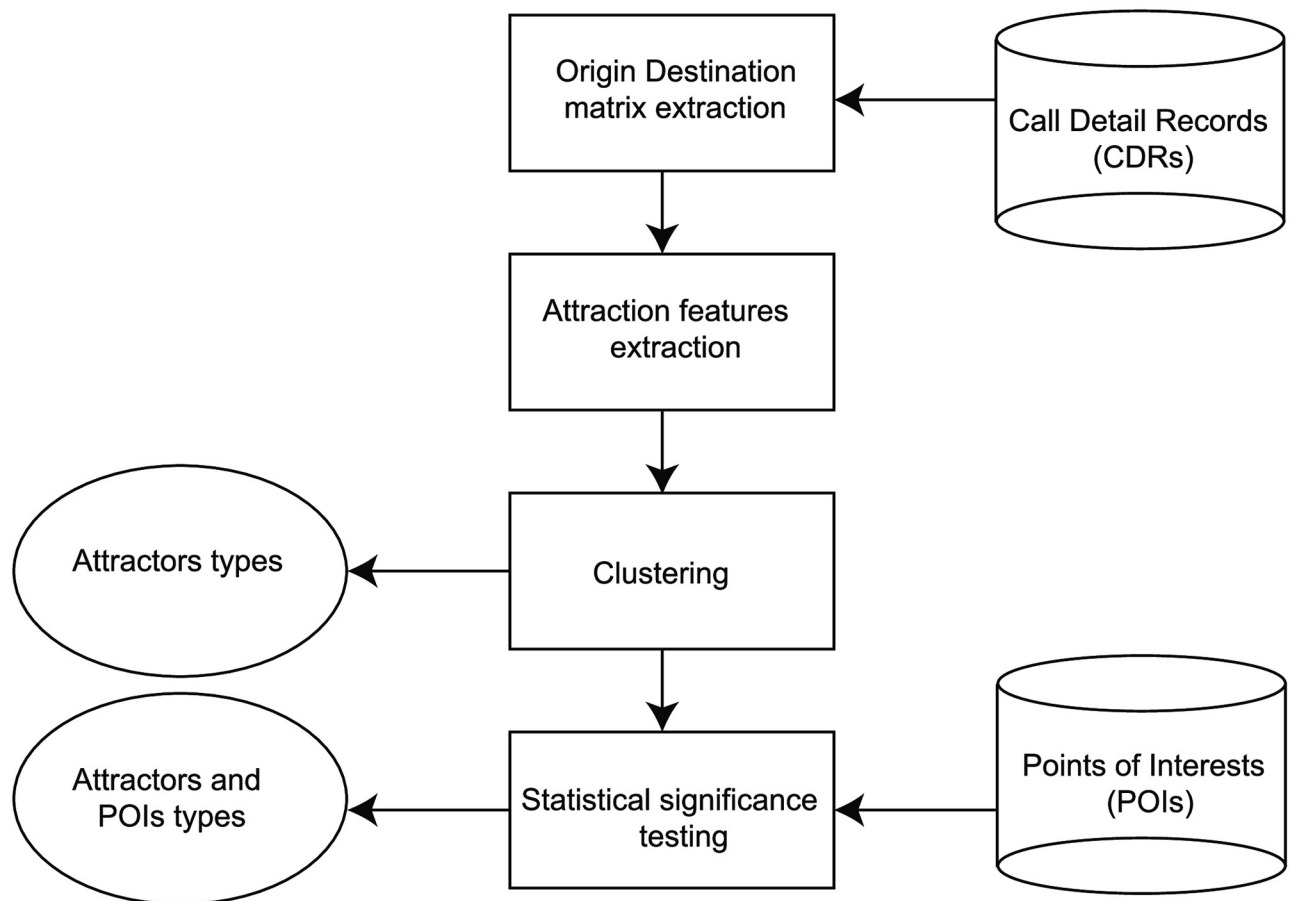 Origin Destination
matrix extraction
Call Detail Records
(CDRs)
Attraction features
extraction
Attractors types
Clustering
Attractors and
POIs types
Statistical significance
testing
Points of Interests
(POIs)